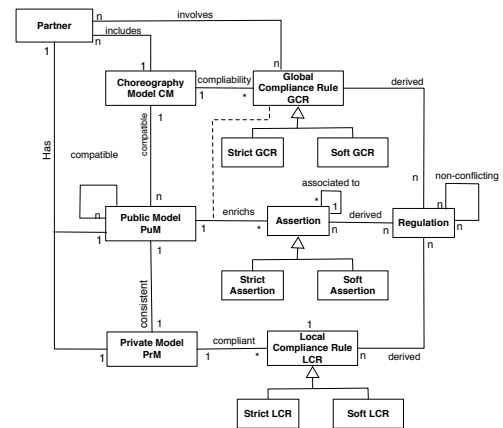 Partner
involves
n
n
includes
1
1
n
Choreography
Model CM
compliability
1
*
Global
Compliance Rule
GCR
derived
1
Strict GCR
Soft GCR
Has
compatible
compatible
associated to
non-conflicting
n
n
n
*
1
n
Public Model
PuM
enrichs
Assertion
derived
Regulation
1
1
*
n
n
n
n
1
Strict
Assertion
Soft
Assertion
consistent
1
1
Private Model
PrM
compliant
Local
Compliance Rule
LCR
derived
1
1
*
n
Strict LCR
Soft LCR